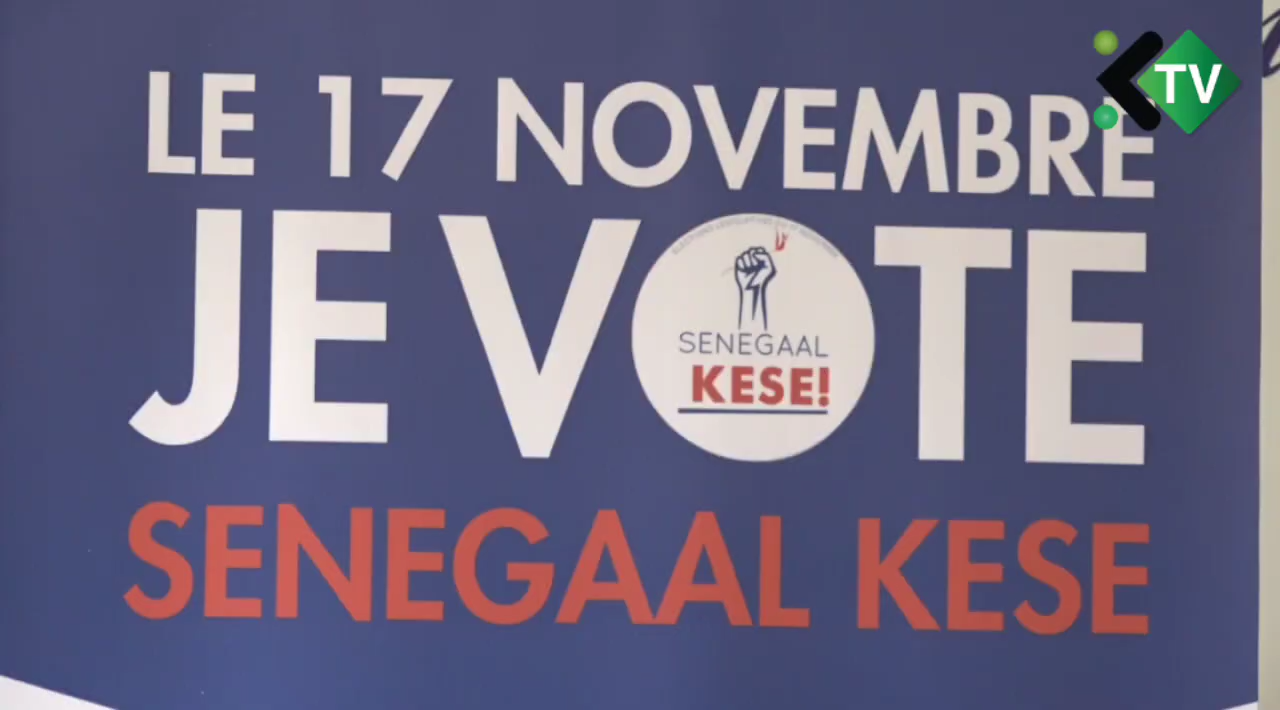 LE 17 NOVEMBRE
TV
JE VOTE
SENEGAAL
KESE!
SENEGAAL KESE